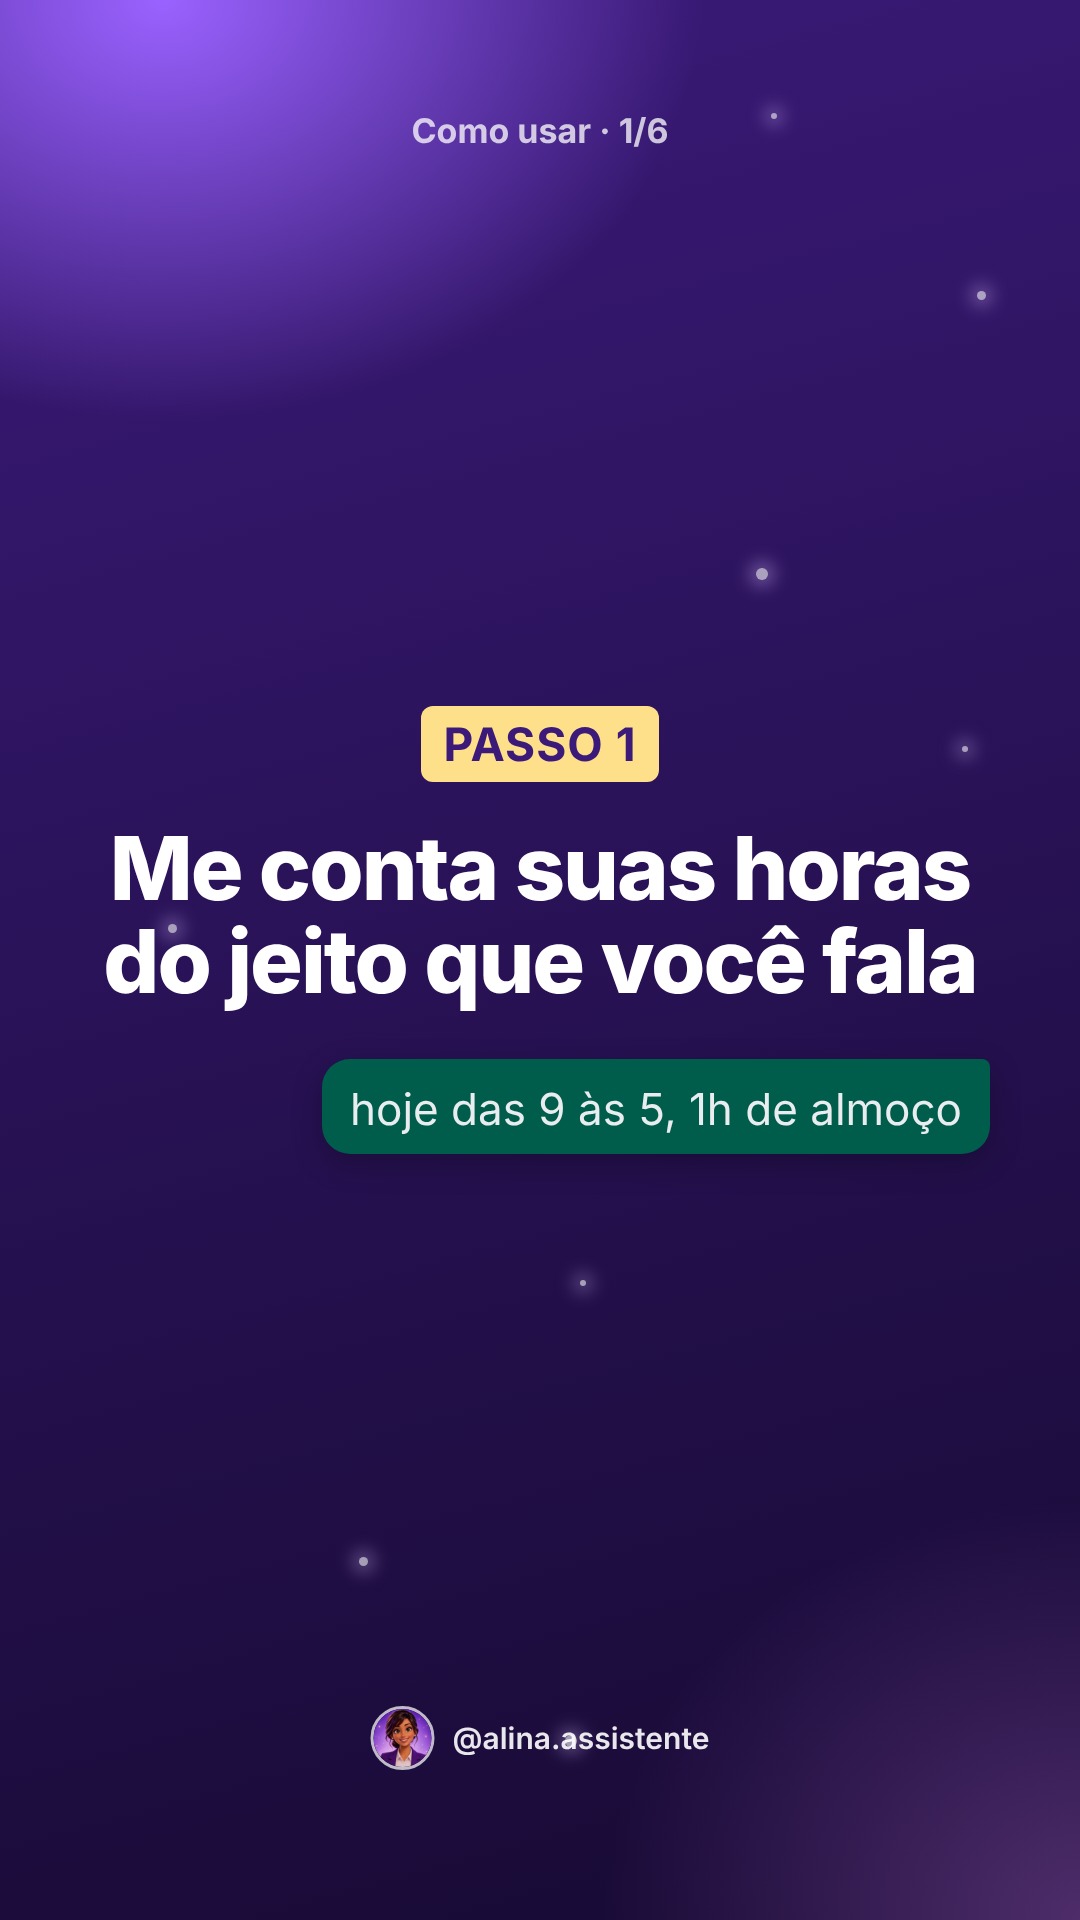 Como usar · 1/6
PASSO 1
Me conta suas horas
do jeito que você fala
hoje das 9 às 5, 1h de almoço
@alina.assistente